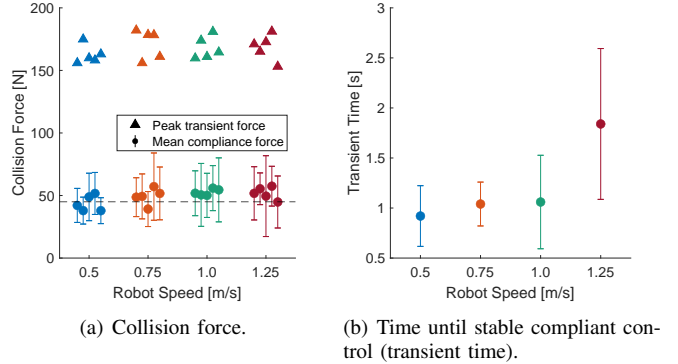 200
150
100
50
0
Collision Force [N]
Peak transient force
Mean compliance force
0.5
0.75
1.0
1.25
Robot Speed [m/s]
(a) Collision force.
3
2.5
2
1.5
1
0.5
Transient Time [s]
0.5
0.75
1.0
1.25
Robot Speed [m/s]
(b) Time until stable compliant con-
trol (transient time).